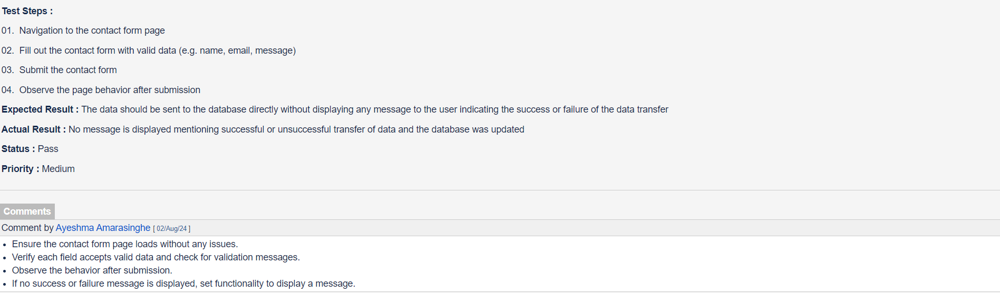 Test Steps :
01. Navigation to the contact form page
02. Fill out the contact form with valid data (e.g. name, email, message)
03. Submit the contact form
04. Observe the page behavior after submission
Expected Result : The data should be sent to the database directly without displaying any message to the user indicating the success or failure of the data transfer
Actual Result : No message is displayed mentioning successful or unsuccessful transfer of data and the database was updated
Status : Pass
Priority : Medium
Comments
Comment by Ayeshma Amarasinghe [ 02/Aug/24 ]
• Ensure the contact form page loads without any issues.
• Verify each field accepts valid data and check for validation messages.
• Observe the behavior after submission.
• If no success or failure message is displayed, set functionality to display a message.